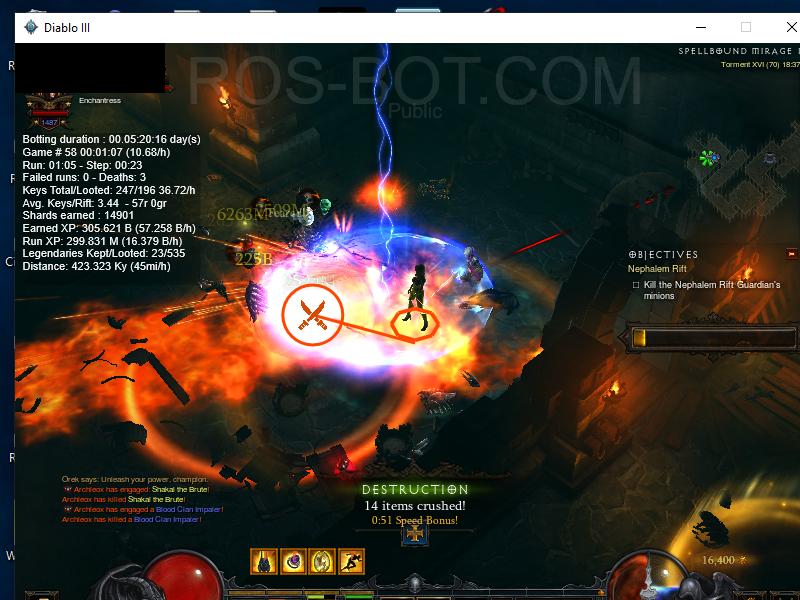 Diablo III
SPELLBOUND MIRAGE
Torment XVI (70) 18:37
ROS-BOT.COM
Public
Enchantress
1487
Botting duration : 00.05:20:16 day(s)
Game # 58 00:01:07 (10.68/h)
Run: 01:05 - Step: 00:23
Failed runs: 0 - Deaths: 3
Keys Total/Looted: 247/196 36.72/h
Avg. Keys/Rift: 3.44 - 57r 0gr
Shards earned : 14901
Earned XP: 305.621 B (57.258 B/h)
Run XP: 299.831 M (16.379 B/h)
Legendaries Kept/Looted: 23/535
Distance: 423.323 Ky (45mi/h)
6263M
225B
OBJECTIVES
Nephalem Rift
Kill the Nephalem Rift Guardian's
minions
Orek says: Unleash your power, champion.
Archleox has engaged Shakal the Brute!
Archleox has killed Shakal the Brute!
Archleox has engaged a Blood Clan Impaler!
Archleox has killed a Blood Clan Impaler!
DESTRUCTION
14 items crushed!
0:51 Speed Bonus!
16,400